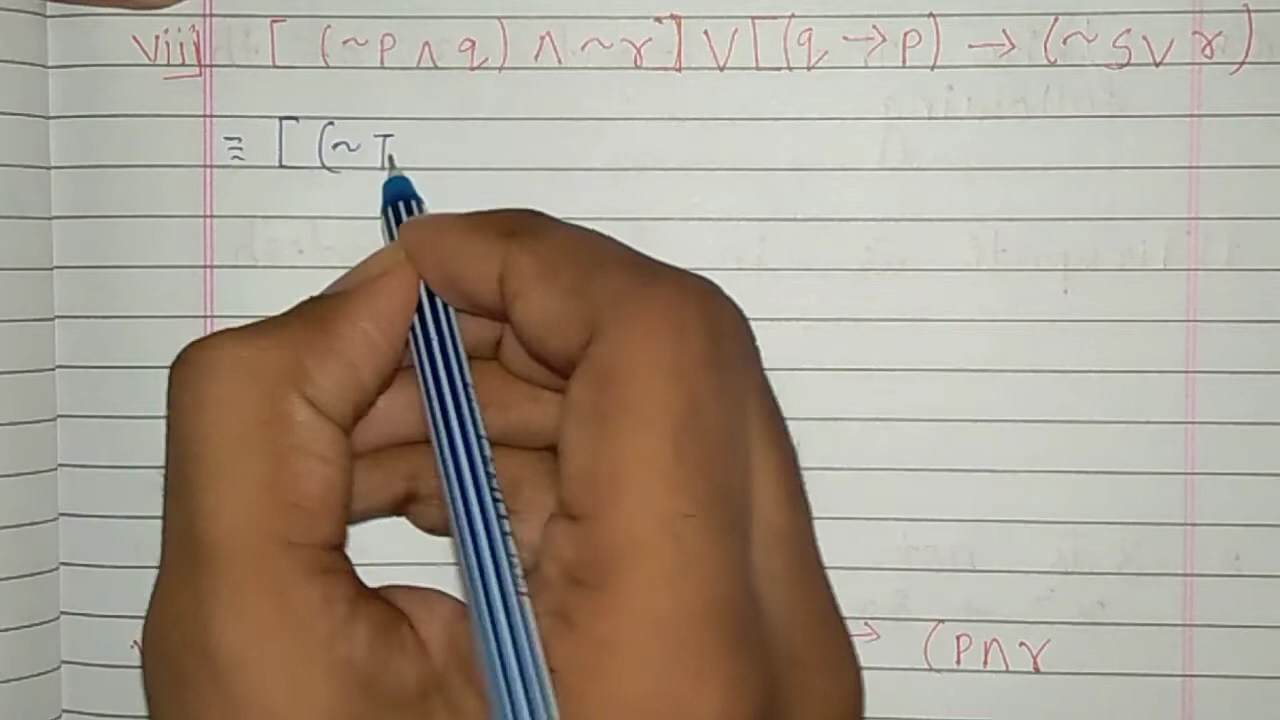 vii] [ (~p ∧ q) ∧ ~r] ∨ [(q → p) → (~s ∨ r)
≡ [ (~ T
→ (p ∧ r